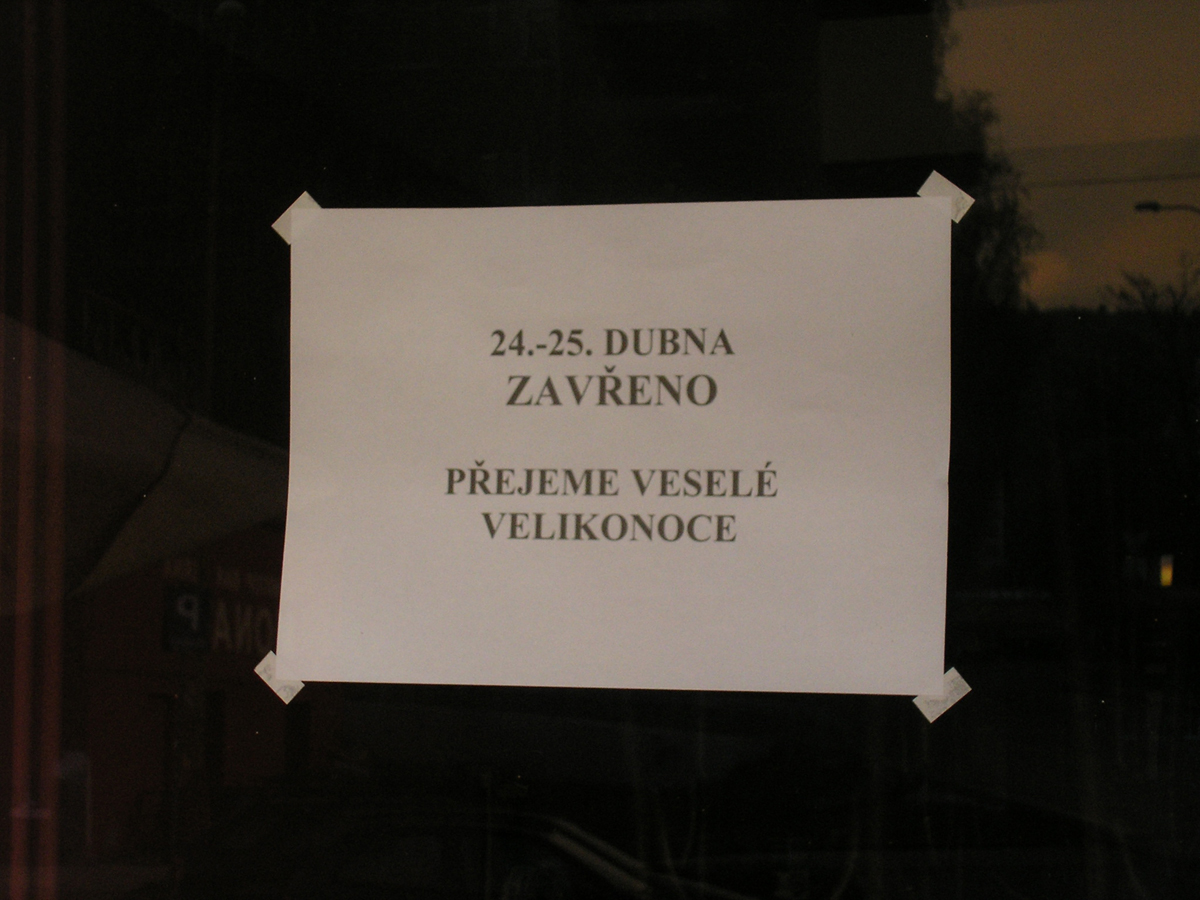 24.-25. DUBNA
ZAVŘENO
PŘEJEME VESELÉ
VELIKONOCE
P